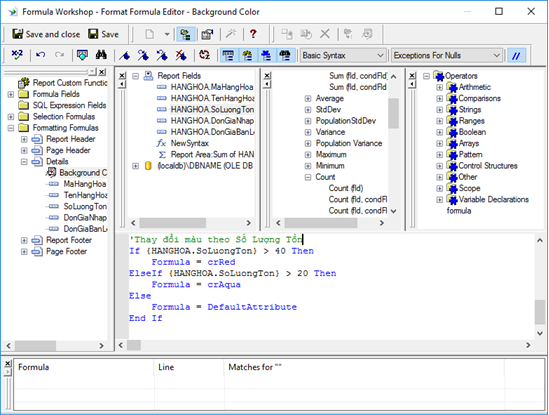 Formula Workshop - Format Formula Editor - Background Color
Save and close
Save
Basic Syntax
Exceptions For Nulls
//
Report Custom Function
Formula Fields
SQL Expression Fields
Selection Formulas
Formatting Formulas
Report Header
Page Header
Details
Background C
MaHangHoa
TenHangHoa
SoLuongTon
DonGiaNhap
DonGiaBanLe
Report Footer
Page Footer
Report Fields
HANGHOA.MaHangHoa
HANGHOA.TenHangHoa
HANGHOA.SoLuongTon
HANGHOA.DonGiaNhap
HANGHOA.DonGiaBanLe
NewSyntax
Report Area:Sum of HAN
(localdb)\DBNAME (OLE DB
Sum (fld, condFld
Sum (fld, condFld
Average
StdDev
PopulationStdDev
Variance
Population Variance
Maximum
Minimum
Count
Count (fld)
Count (fld, condFl
Count (fld, condFl
Operators
Arithmetic
Comparisons
Strings
Ranges
Boolean
Arrays
Pattern
Control Structures
Other
Scope
Variable Declarations
formula
'Thay đổi màu theo Số Lượng Tồn
If {HANGHOA.SoLuongTon} > 40 Then
Formula = crRed
ElseIf {HANGHOA.SoLuongTon} > 20 Then
Formula = crAqua
Else
Formula = DefaultAttribute
End If
Formula
Line
Matches for ""